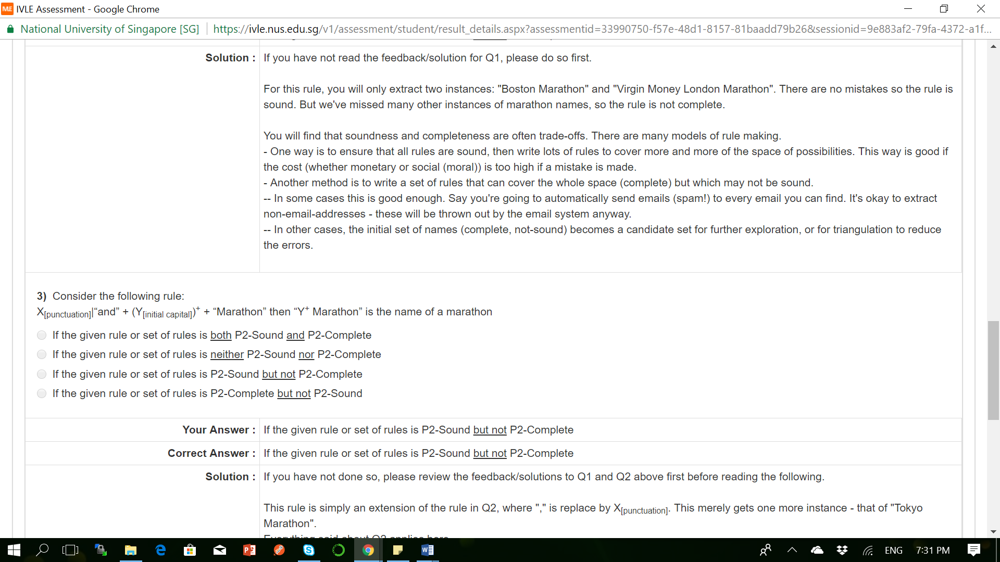 IVLE Assessment - Google Chrome
National University of Singapore [SG] https://ivle.nus.edu.sg/v1/assessment/student/result_details.aspx?assessmentid=33990750-f57e-48d1-8157-81baadd79b26&sessionid=9e883af2-79fa-4372-a1f...
Solution : If you have not read the feedback/solution for Q1, please do so first.
For this rule, you will only extract two instances: "Boston Marathon" and "Virgin Money London Marathon". There are no mistakes so the rule is
sound. But we've missed many other instances of marathon names, so the rule is not complete.
You will find that soundness and completeness are often trade-offs. There are many models of rule making.
- One way is to ensure that all rules are sound, then write lots of rules to cover more and more of the space of possibilities. This way is good if
the cost (whether monetary or social (moral)) is too high if a mistake is made.
- Another method is to write a set of rules that can cover the whole space (complete) but which may not be sound.
-- In some cases this is good enough. Say you're going to automatically send emails (spam!) to every email you can find. It's okay to extract
non-email-addresses - these will be thrown out by the email system anyway.
-- In other cases, the initial set of names (complete, not-sound) becomes a candidate set for further exploration, or for triangulation to reduce
the errors.
3) Consider the following rule:
X[punctuation]|“and” + (Y[initial capital])+ + “Marathon” then “Y+ Marathon” is the name of a marathon
If the given rule or set of rules is both P2-Sound and P2-Complete
If the given rule or set of rules is neither P2-Sound nor P2-Complete
If the given rule or set of rules is P2-Sound but not P2-Complete
If the given rule or set of rules is P2-Complete but not P2-Sound
Your Answer : If the given rule or set of rules is P2-Sound but not P2-Complete
Correct Answer : If the given rule or set of rules is P2-Sound but not P2-Complete
Solution : If you have not done so, please review the feedback/solutions to Q1 and Q2 above first before reading the following.
This rule is simply an extension of the rule in Q2, where "," is replace by X[punctuation]. This merely gets one more instance - that of "Tokyo
Marathon".
Everything said about Q2 applies here
ENG 7:31 PM